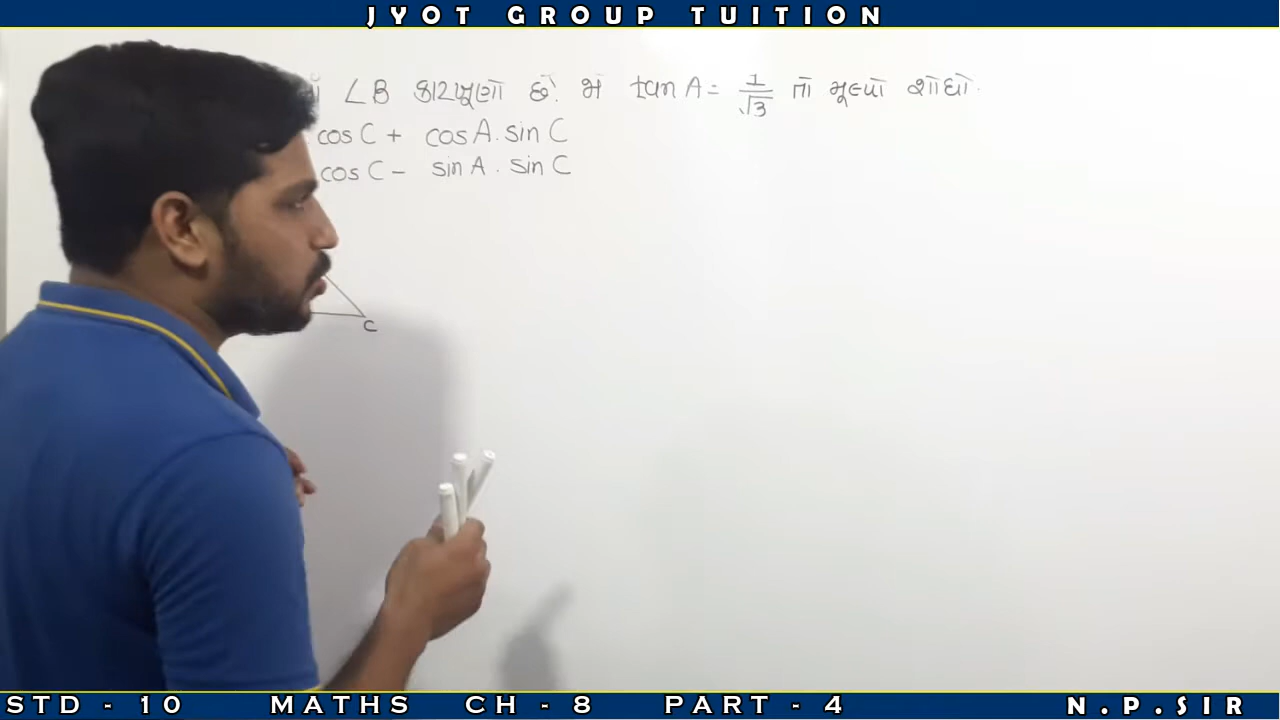 JYOT GROUP TUITION
∠B કાટખૂણો છે. જો tan A = 1/√3 તો મૂલ્યો શોધો.
cos C + cos A . sin C
cos C - sin A . sin C
C
STD - 10 MATHS CH - 8 PART - 4 N.P.SIR